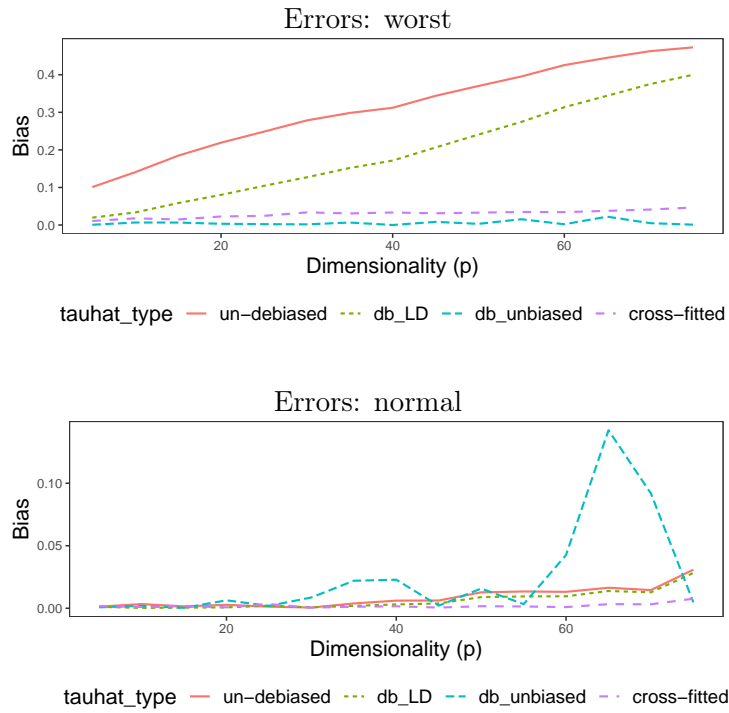 Errors: worst
0.4
0.3
0.2
0.1
0.0
Bias
20 40 60
Dimensionality (p)
tauhat_type un−debiased db_LD db_unbiased cross−fitted
Errors: normal
0.10
0.05
0.00
Bias
20 40 60
Dimensionality (p)
tauhat_type un−debiased db_LD db_unbiased cross−fitted